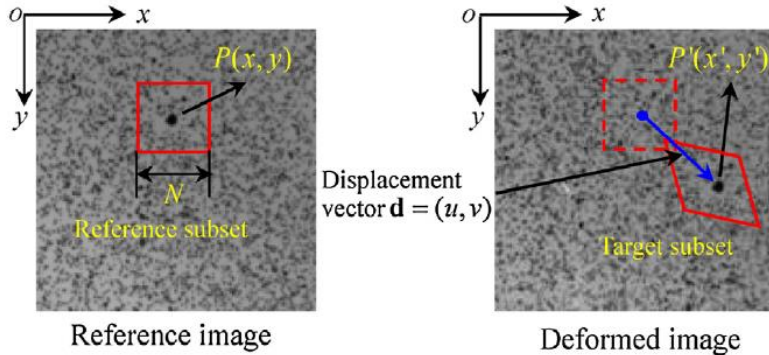 o
x
y
P(x, y)
N
Reference subset
Reference image
Displacement
vector d = (u, v)
o
x
y
P'(x', y')
Target subset
Deformed image